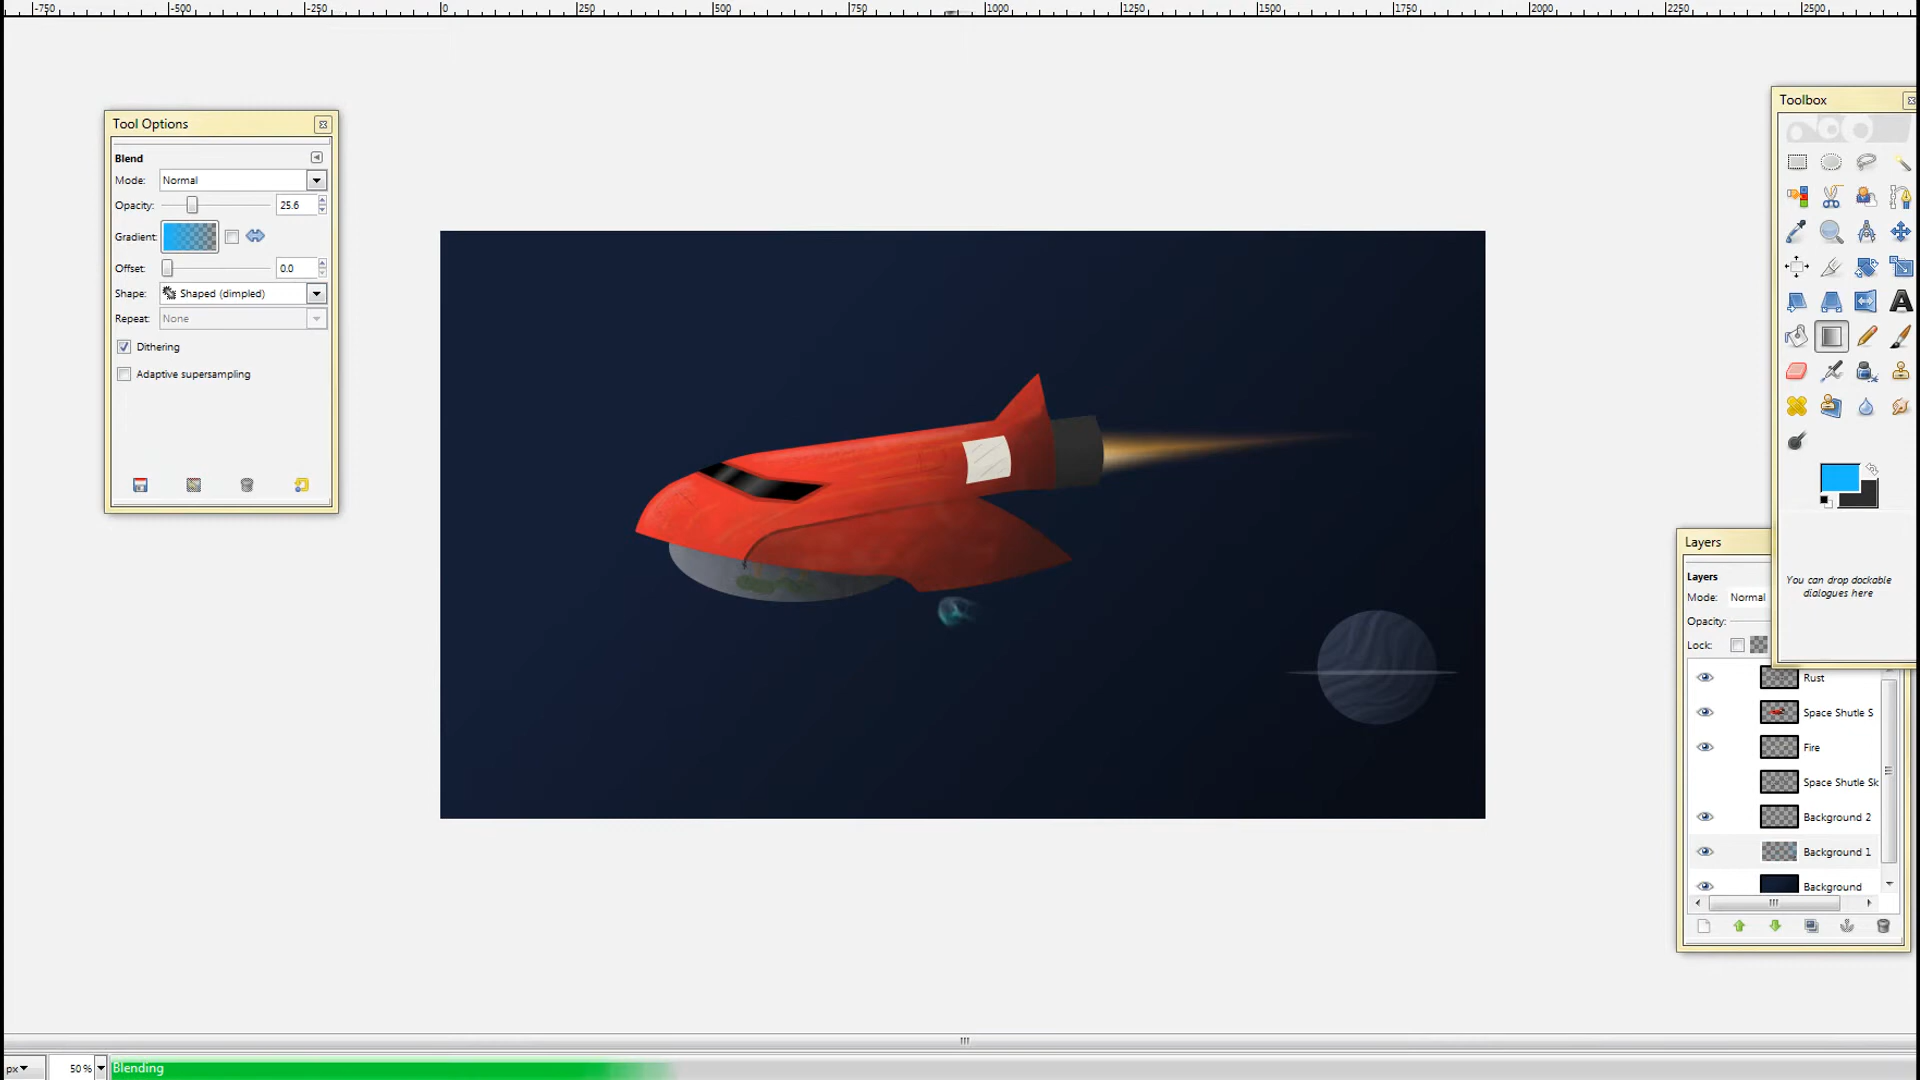 -750 -500 -250 0 250 500 750 1000 1250 1500 1750 2000 2250 2500
Toolbox
Tool Options
Blend
Mode: Normal
Opacity: 25.6
Gradient:
Offset: 0.0
Shape: Shaped (dimpled)
Repeat: None
Dithering
Adaptive supersampling
You can drop dockable
dialogues here
Layers
Layers
Mode: Normal
Opacity:
Lock:
Rust
Space Shutle S
Fire
Space Shutle Sk
Background 2
Background 1
Background
px 50 % Blending